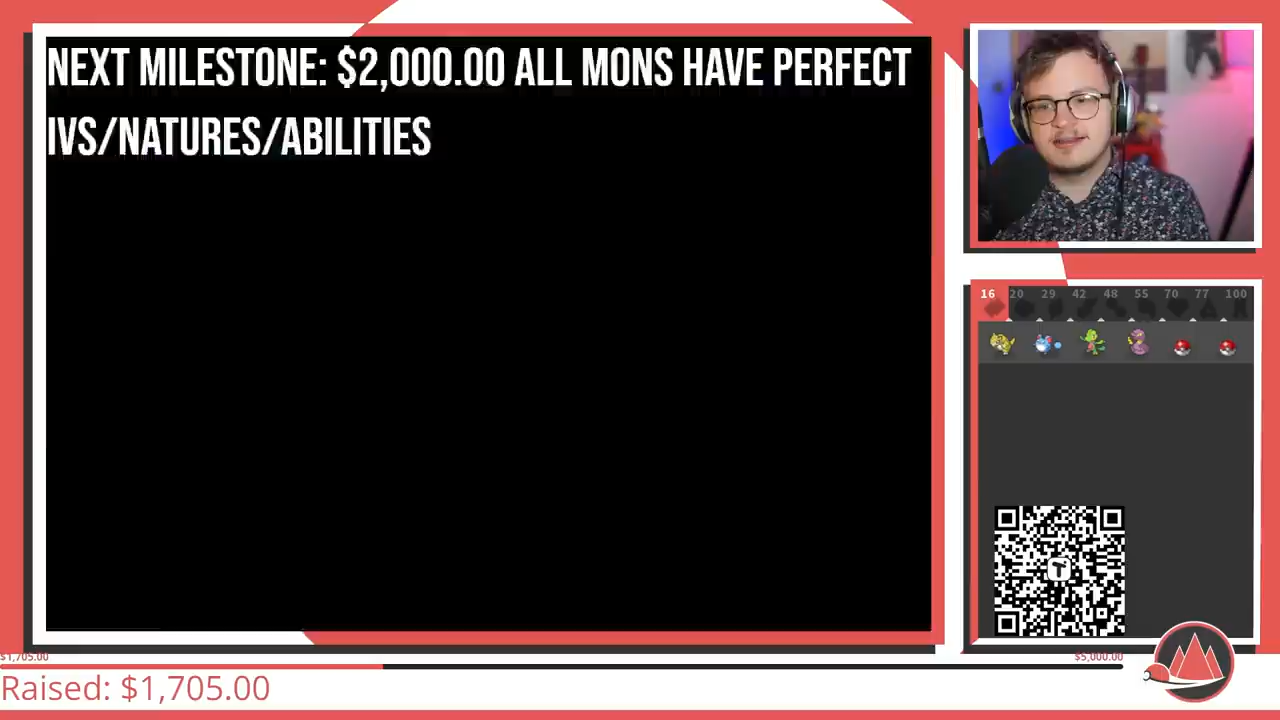 NEXT MILESTONE: $2,000.00 ALL MONS HAVE PERFECT
IVS/NATURES/ABILITIES
16 20 29 42 48 55 70 77 100
T
$1,705.00 $5,000.00
Raised: $1,705.00